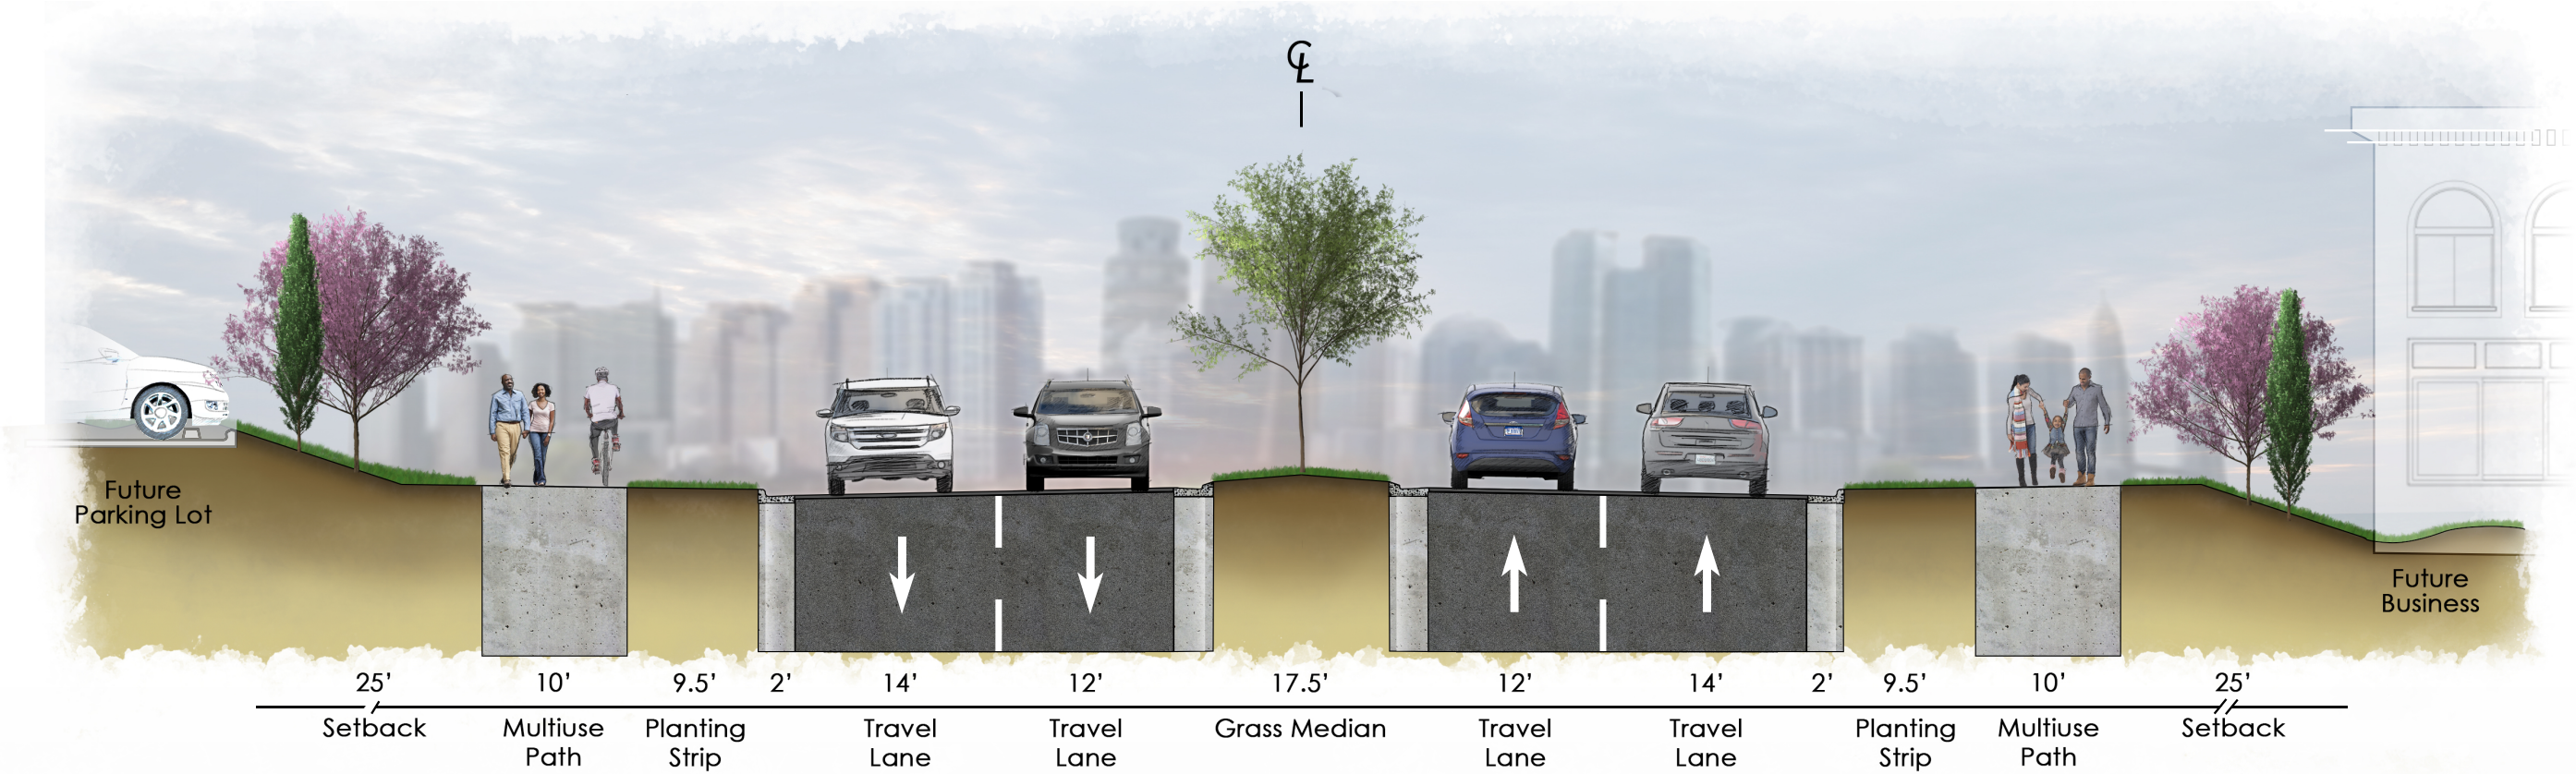 ℄
Future
Parking Lot
Future
Business
25’ 10’ 9.5’ 2’ 14’ 12’ 17.5’ 12’ 14’ 2’ 9.5’ 10’ 25’
Setback
Multiuse
Path
Planting
Strip
Travel
Lane
Travel
Lane
Grass Median
Travel
Lane
Travel
Lane
Planting
Strip
Multiuse
Path
Setback